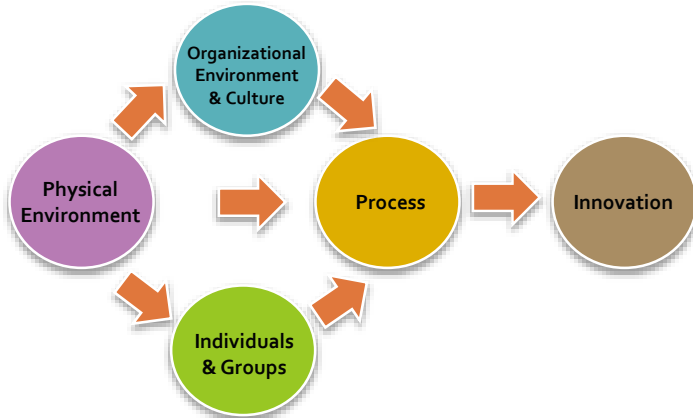 Organizational
Environment
& Culture
Physical
Environment
Process
Innovation
Individuals
& Groups